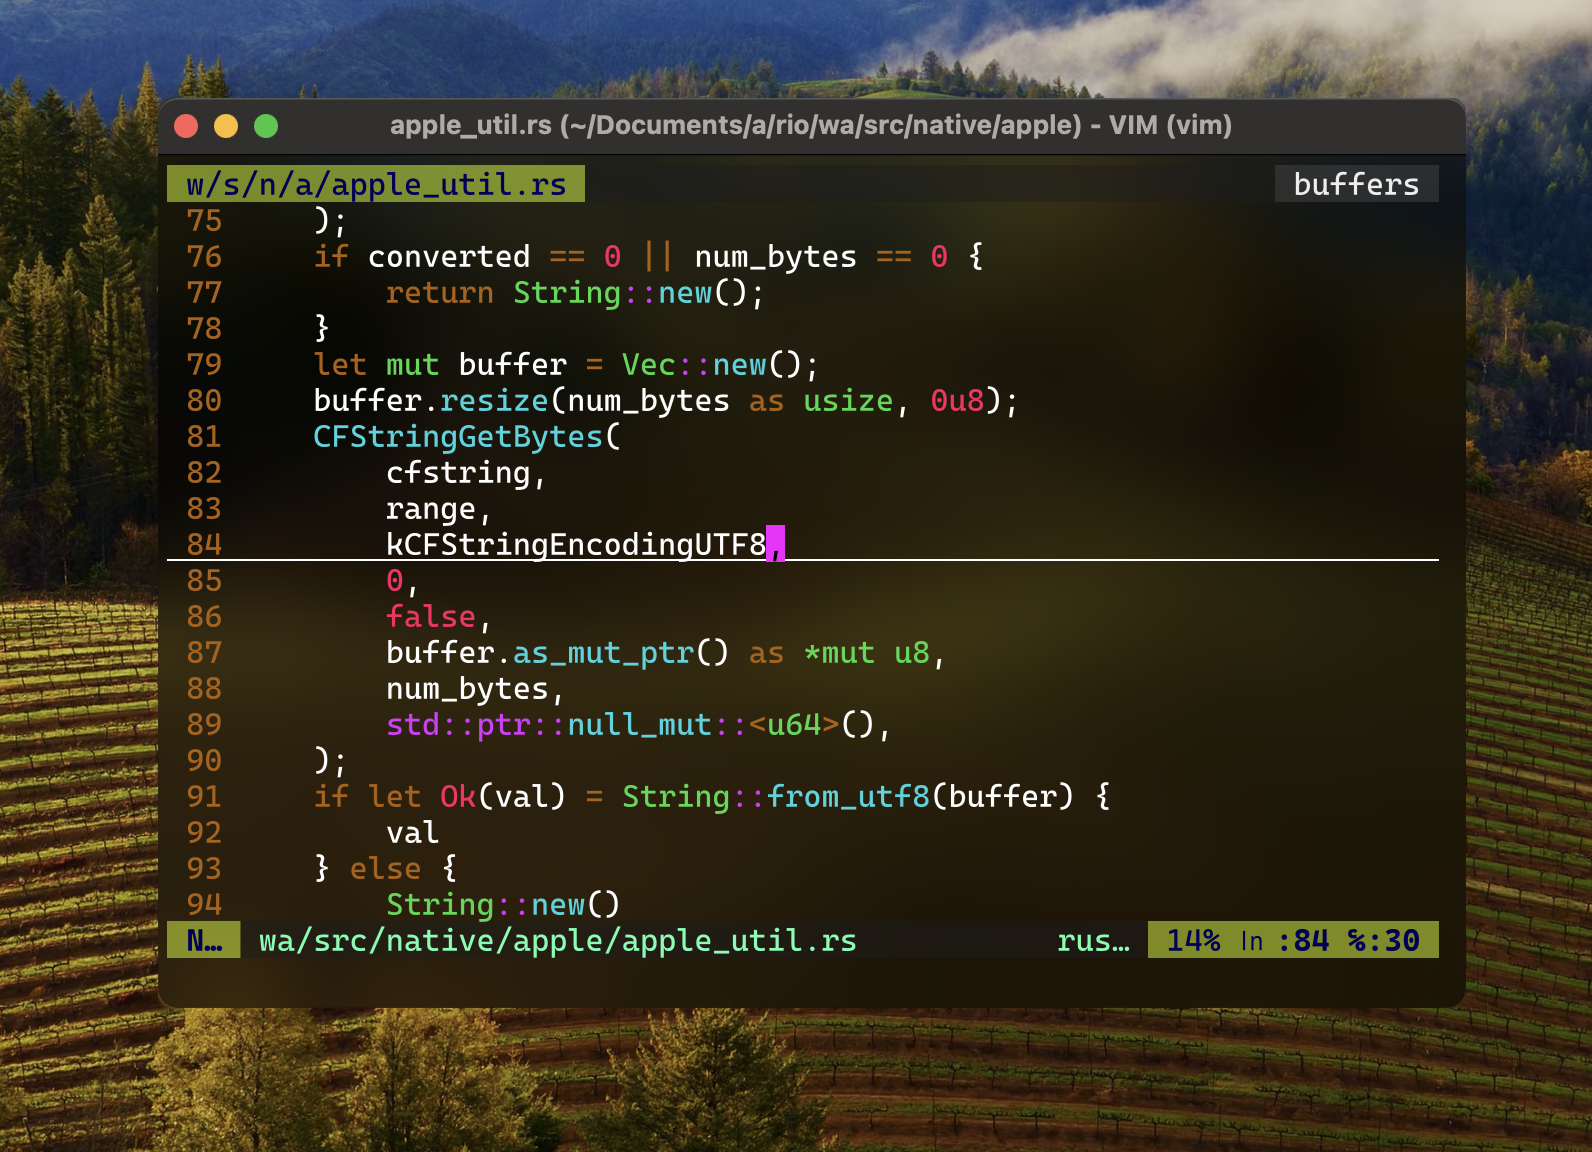 apple_util.rs (~/Documents/a/rio/wa/src/native/apple) - VIM (vim)
w/s/n/a/apple_util.rs buffers
75     );
76     if converted == 0 || num_bytes == 0 {
77         return String::new();
78     }
79     let mut buffer = Vec::new();
80     buffer.resize(num_bytes as usize, 0u8);
81     CFStringGetBytes(
82         cfstring,
83         range,
84         kCFStringEncodingUTF8,
85         0,
86         false,
87         buffer.as_mut_ptr() as *mut u8,
88         num_bytes,
89         std::ptr::null_mut::<u64>(),
90     );
91     if let Ok(val) = String::from_utf8(buffer) {
92         val
93     } else {
94         String::new()
N… wa/src/native/apple/apple_util.rs rus… 14% ln :84 %:30